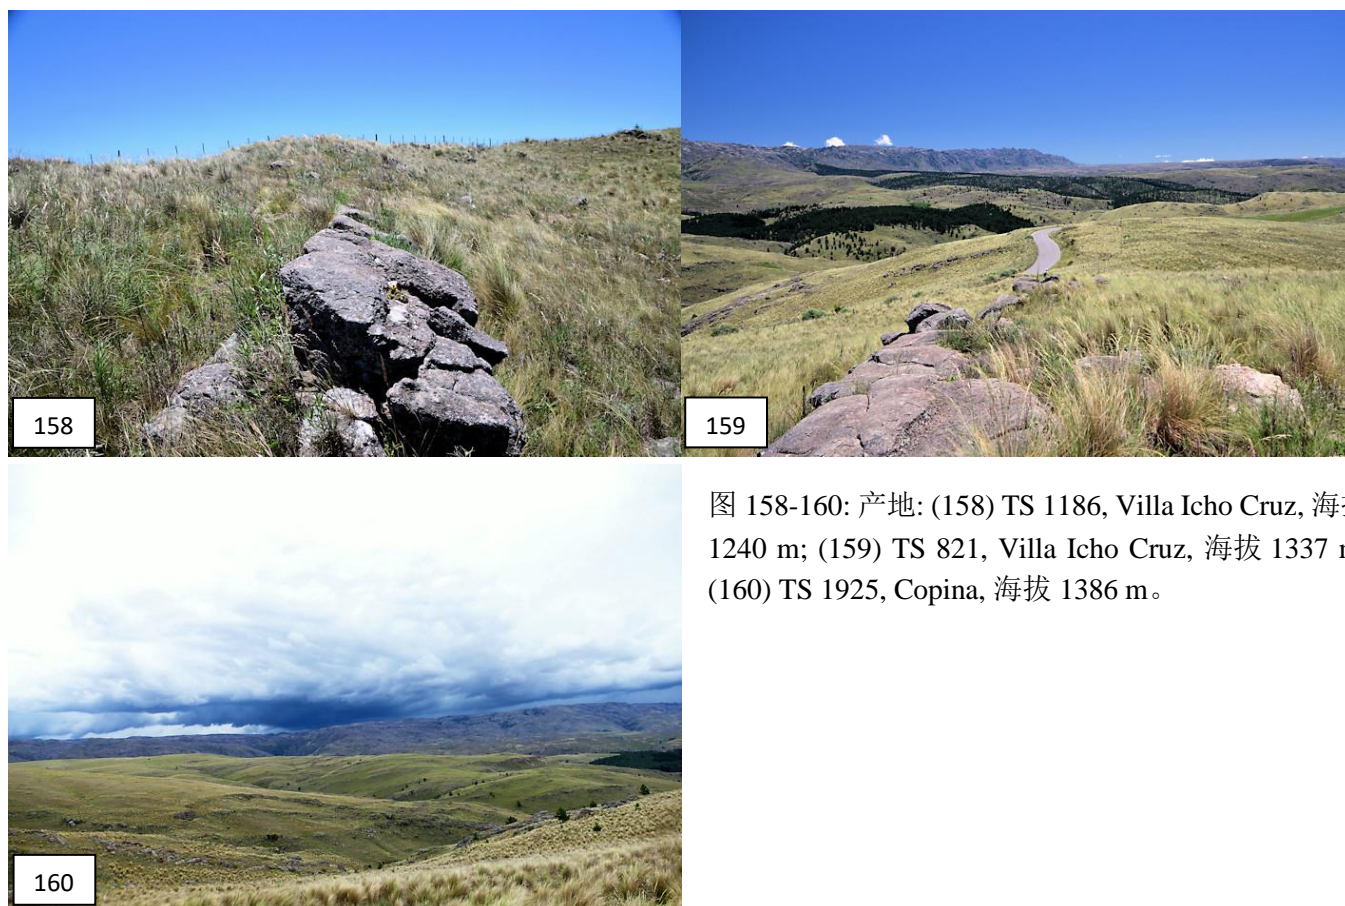 158
159
图 158-160: 产地: (158) TS 1186, Villa Icho Cruz, 海
1240 m; (159) TS 821, Villa Icho Cruz, 海拔 1337
(160) TS 1925, Copina, 海拔 1386 m。
160